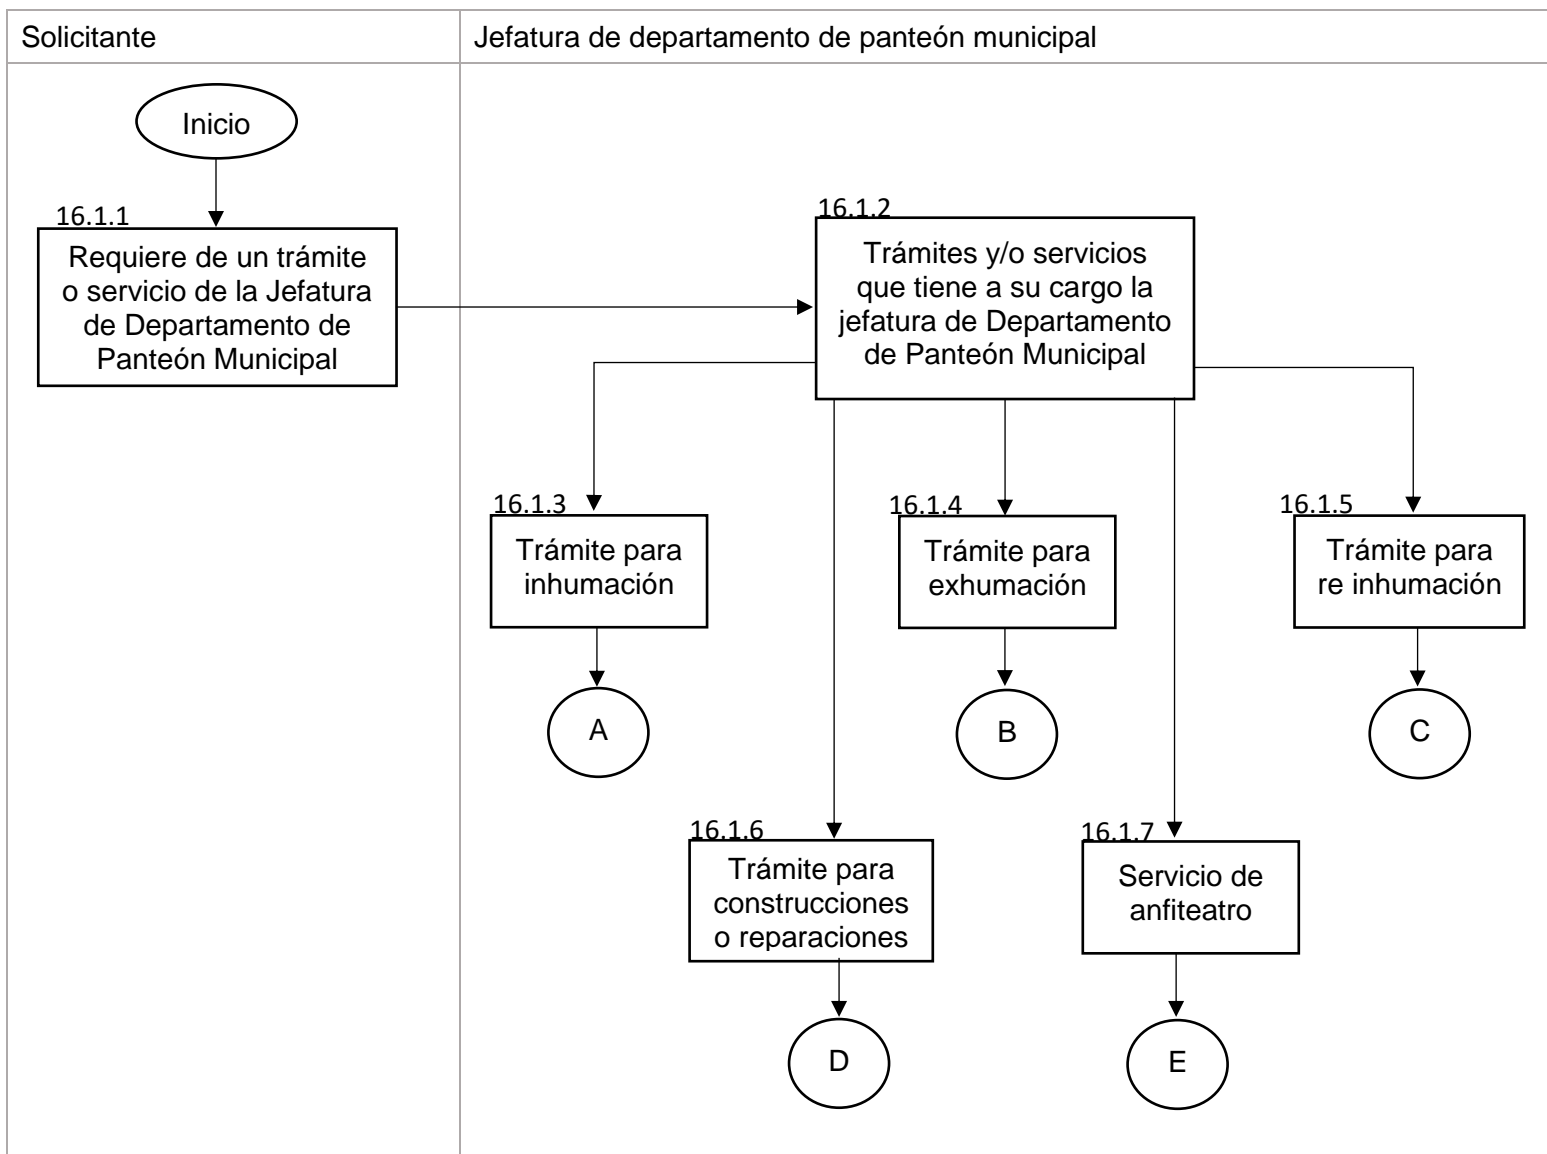 Solicitante
Jefatura de departamento de panteón municipal
Inicio
16.1.1
Requiere de un trámite
o servicio de la Jefatura
de Departamento de
Panteón Municipal
16.1.2
Trámites y/o servicios
que tiene a su cargo la
jefatura de Departamento
de Panteón Municipal
16.1.3
Trámite para
inhumación
16.1.4
Trámite para
exhumación
16.1.5
Trámite para
re inhumación
A
B
C
16.1.6
Trámite para
construcciones
o reparaciones
16.1.7
Servicio de
anfiteatro
D
E